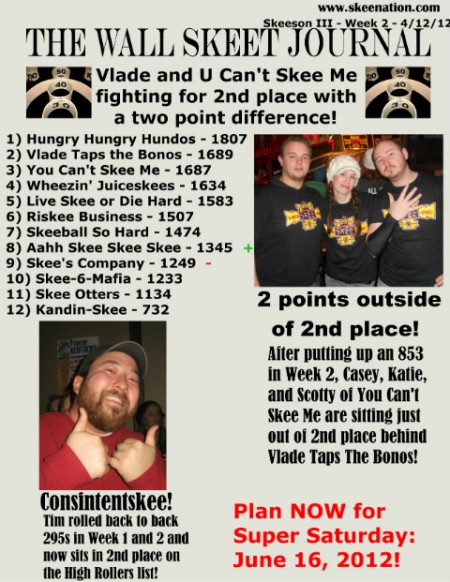 www.skeenation.com
Skeeson III - Week 2 - 4/12/12
THE WALL SKEET JOURNAL
Vlade and U Can't Skee Me
fighting for 2nd place with
a two point difference!
1) Hungry Hungry Hundos - 1807
2) Vlade Taps the Bonos - 1689
3) You Can't Skee Me - 1687
4) Wheezin' Juiceskees - 1634
5) Live Skee or Die Hard - 1583
6) Riskee Business - 1507
7) Skeeball So Hard - 1474
8) Aahh Skee Skee Skee - 1345 +
9) Skee's Company - 1249 -
10) Skee-6-Mafia - 1233
11) Skee Otters - 1134
12) Kandin-Skee - 732
2 points outside
of 2nd place!
After putting up an 853
in Week 2, Casey, Katie,
and Scotty of You Can't
Skee Me are sitting just
out of 2nd place behind
Vlade Taps The Bonos!
Consintentskee!
Tim rolled back to back
295s in Week 1 and 2 and
now sits in 2nd place on
the High Rollers list!
Plan NOW for
Super Saturday:
June 16, 2012!